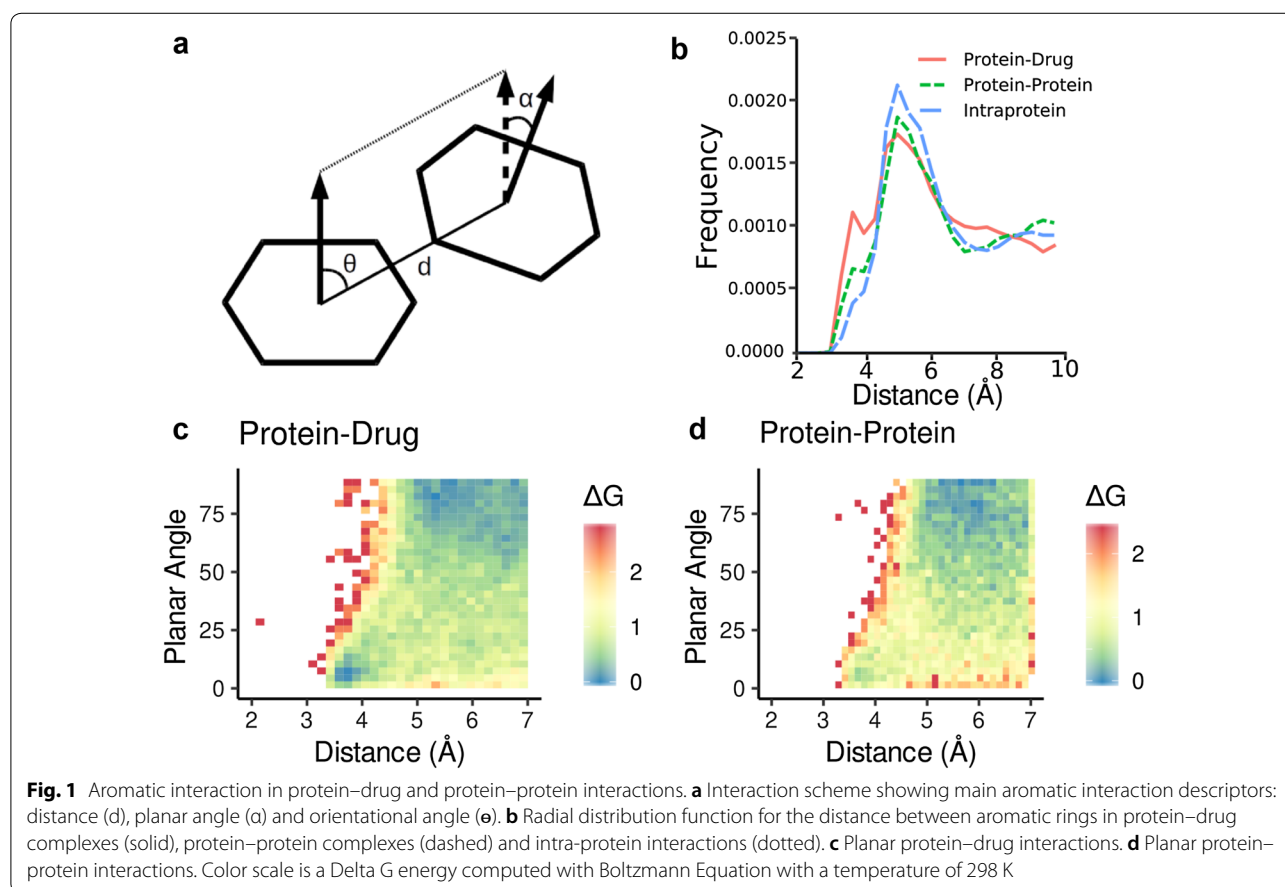 a
α
θ
d
b
0.0025
0.0020
0.0015
0.0010
0.0005
0.0000
Frequency
Protein-Drug
Protein-Protein
Intraprotein
2 4 6 8 10
Distance (Å)
c Protein-Drug
75
50
25
0
Planar Angle
2 3 4 5 6 7
Distance (Å)
ΔG
2
1
0
d Protein-Protein
75
50
25
0
Planar Angle
2 3 4 5 6 7
Distance (Å)
ΔG
2
1
0
Fig. 1 Aromatic interaction in protein–drug and protein–protein interactions. a Interaction scheme showing main aromatic interaction descriptors:
distance (d), planar angle (α) and orientational angle (ɵ). b Radial distribution function for the distance between aromatic rings in protein–drug
complexes (solid), protein–protein complexes (dashed) and intra-protein interactions (dotted). c Planar protein–drug interactions. d Planar protein–
protein interactions. Color scale is a Delta G energy computed with Boltzmann Equation with a temperature of 298 K